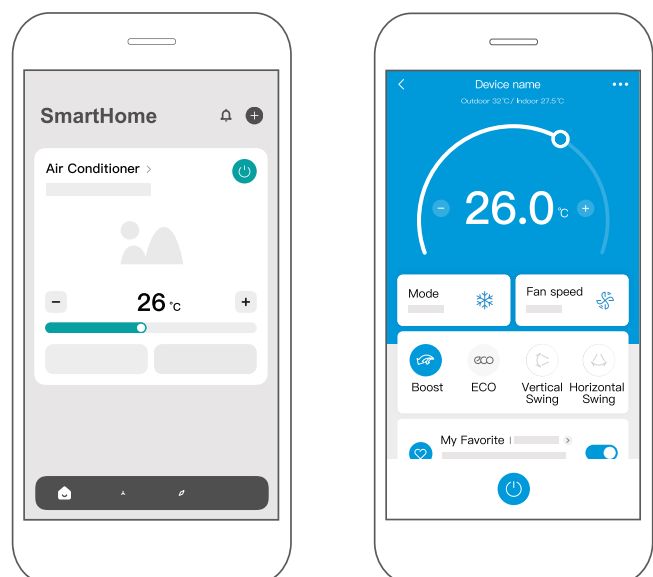 SmartHome
Air Conditioner >
- 26 °C +
Device name
Outdoor 32°C / Indoor 27.5°C
- 26.0 °C +
Mode
Fan speed
eco
Boost
ECO
Vertical Swing
Horizontal Swing
My Favorite |